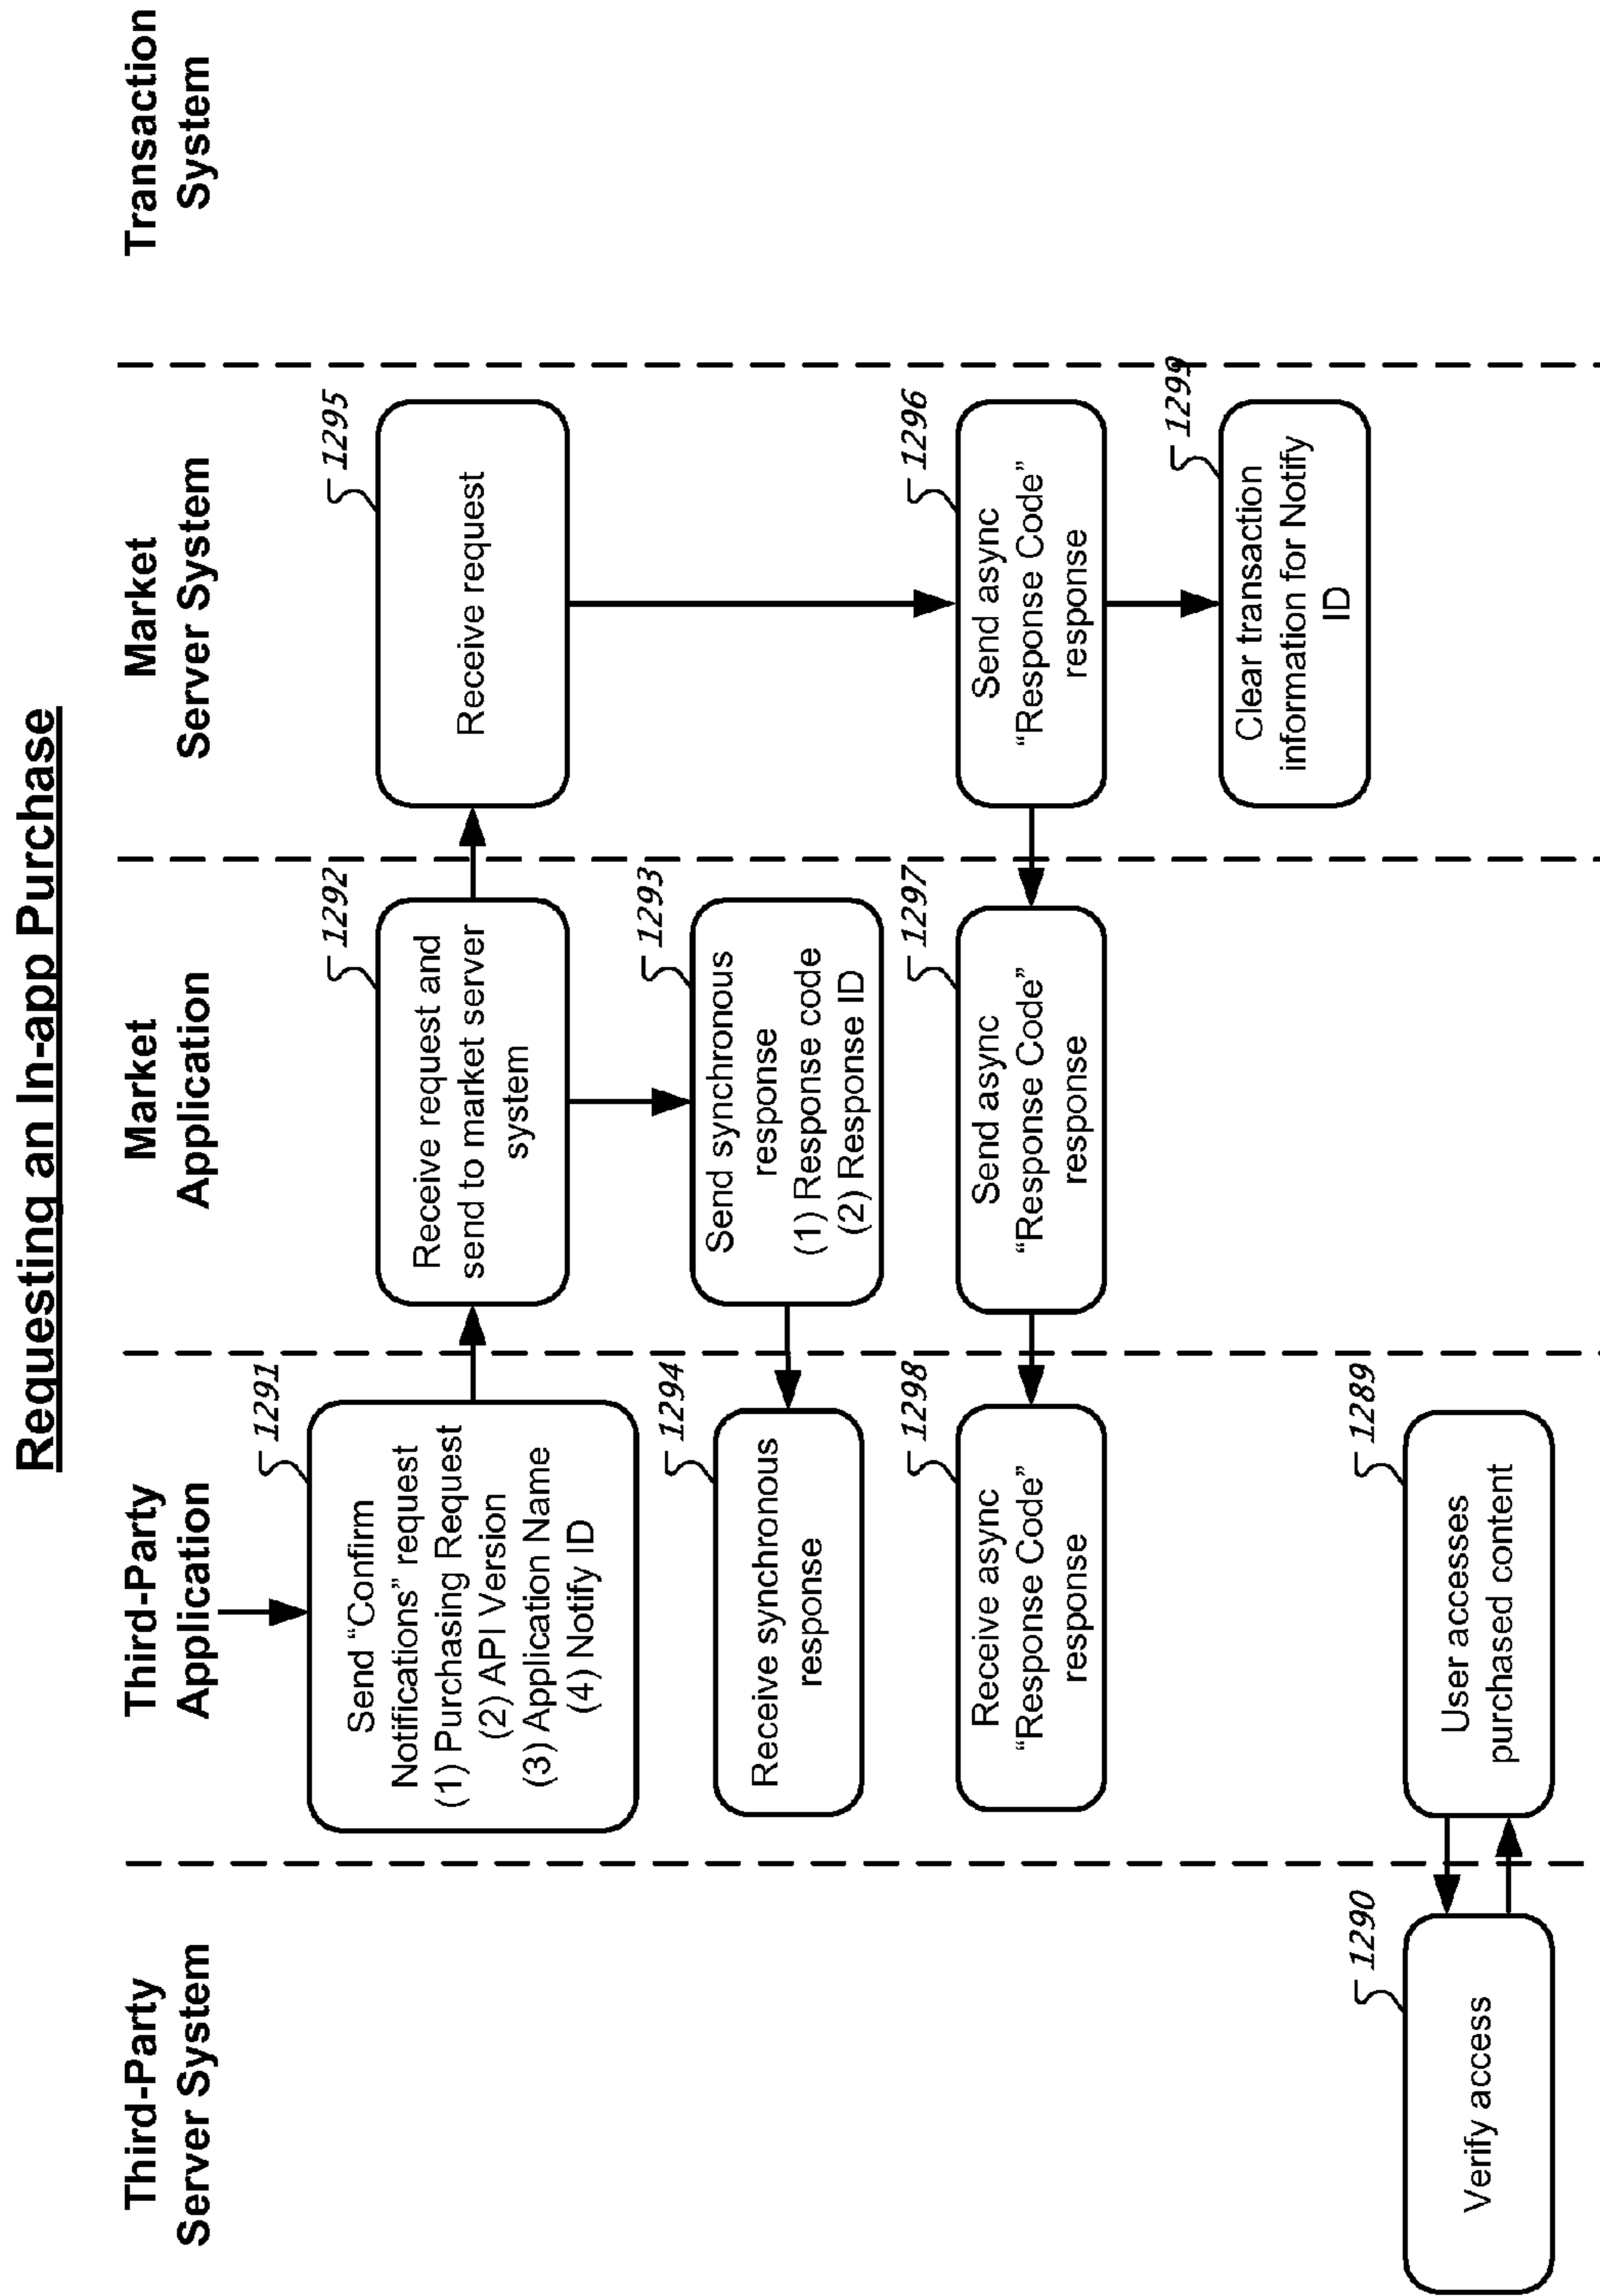 Requesting an In-app Purchase
Third-Party
Server System
Third-Party
Application
Market
Application
Market
Server System
Transaction
System
1291
Send “Confirm
Notifications” request
(1) Purchasing Request
(2) API Version
(3) Application Name
(4) Notify ID
1292
Receive request and
send to market server
system
1295
Receive request
1293
Send synchronous
response
(1) Response code
(2) Response ID
1294
Receive synchronous
response
1296
Send async
“Response Code”
response
1297
Send async
“Response Code”
response
1298
Receive async
“Response Code”
response
1299
Clear transaction
information for Notify
ID
1289
User accesses
purchased content
1290
Verify access